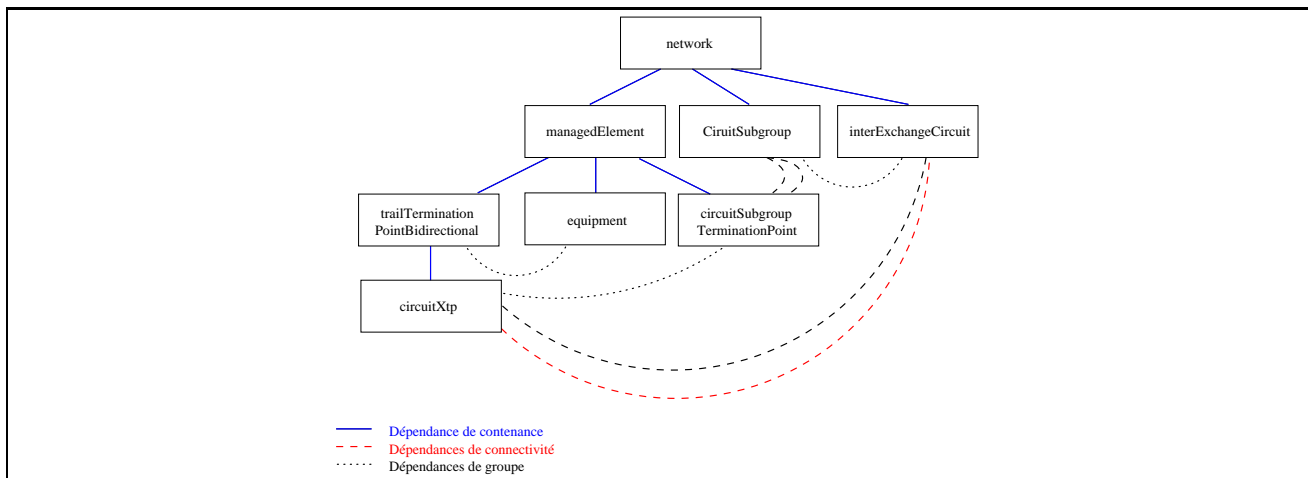 network
managedElement
CiruitSubgroup
interExchangeCircuit
trailTermination
PointBidirectional
equipment
circuitSubgroup
TerminationPoint
circuitXtp
Dépendance de contenance
Dépendances de connectivité
Dépendances de groupe